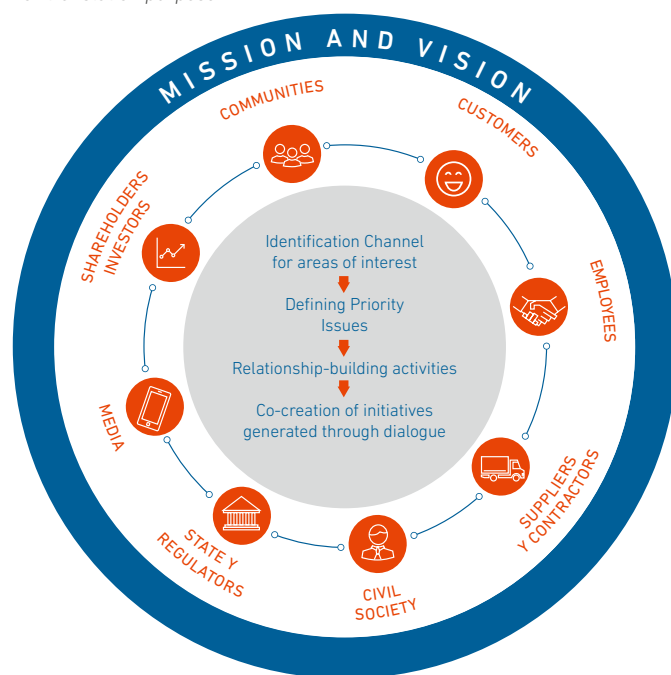 MISSION AND VISION
COMMUNITIES
CUSTOMERS
SHAREHOLDERS
INVESTORS
EMPLOYEES
Identification Channel
for areas of interest
Defining Priority
Issues
Relationship-building activities
Co-creation of initiatives
generated through dialogue
MEDIA
SUPPLIERS
Y CONTRACTORS
STATE Y
REGULATORS
CIVIL
SOCIETY